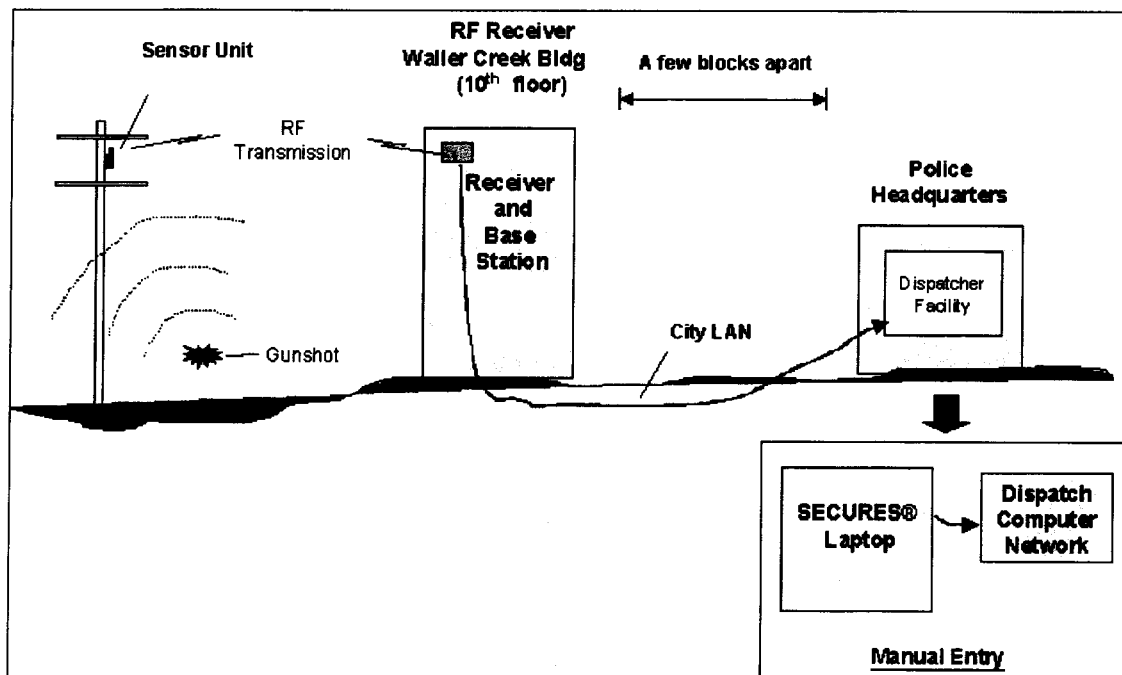 RF Receiver
Waller Creek Bldg
(10th floor)
Sensor Unit
A few blocks apart
RF
Transmission
Receiver
and
Base
Station
Police
Headquarters
Dispatcher
Facility
City LAN
Gunshot
SECURES®
Laptop
Dispatch
Computer
Network
Manual Entry